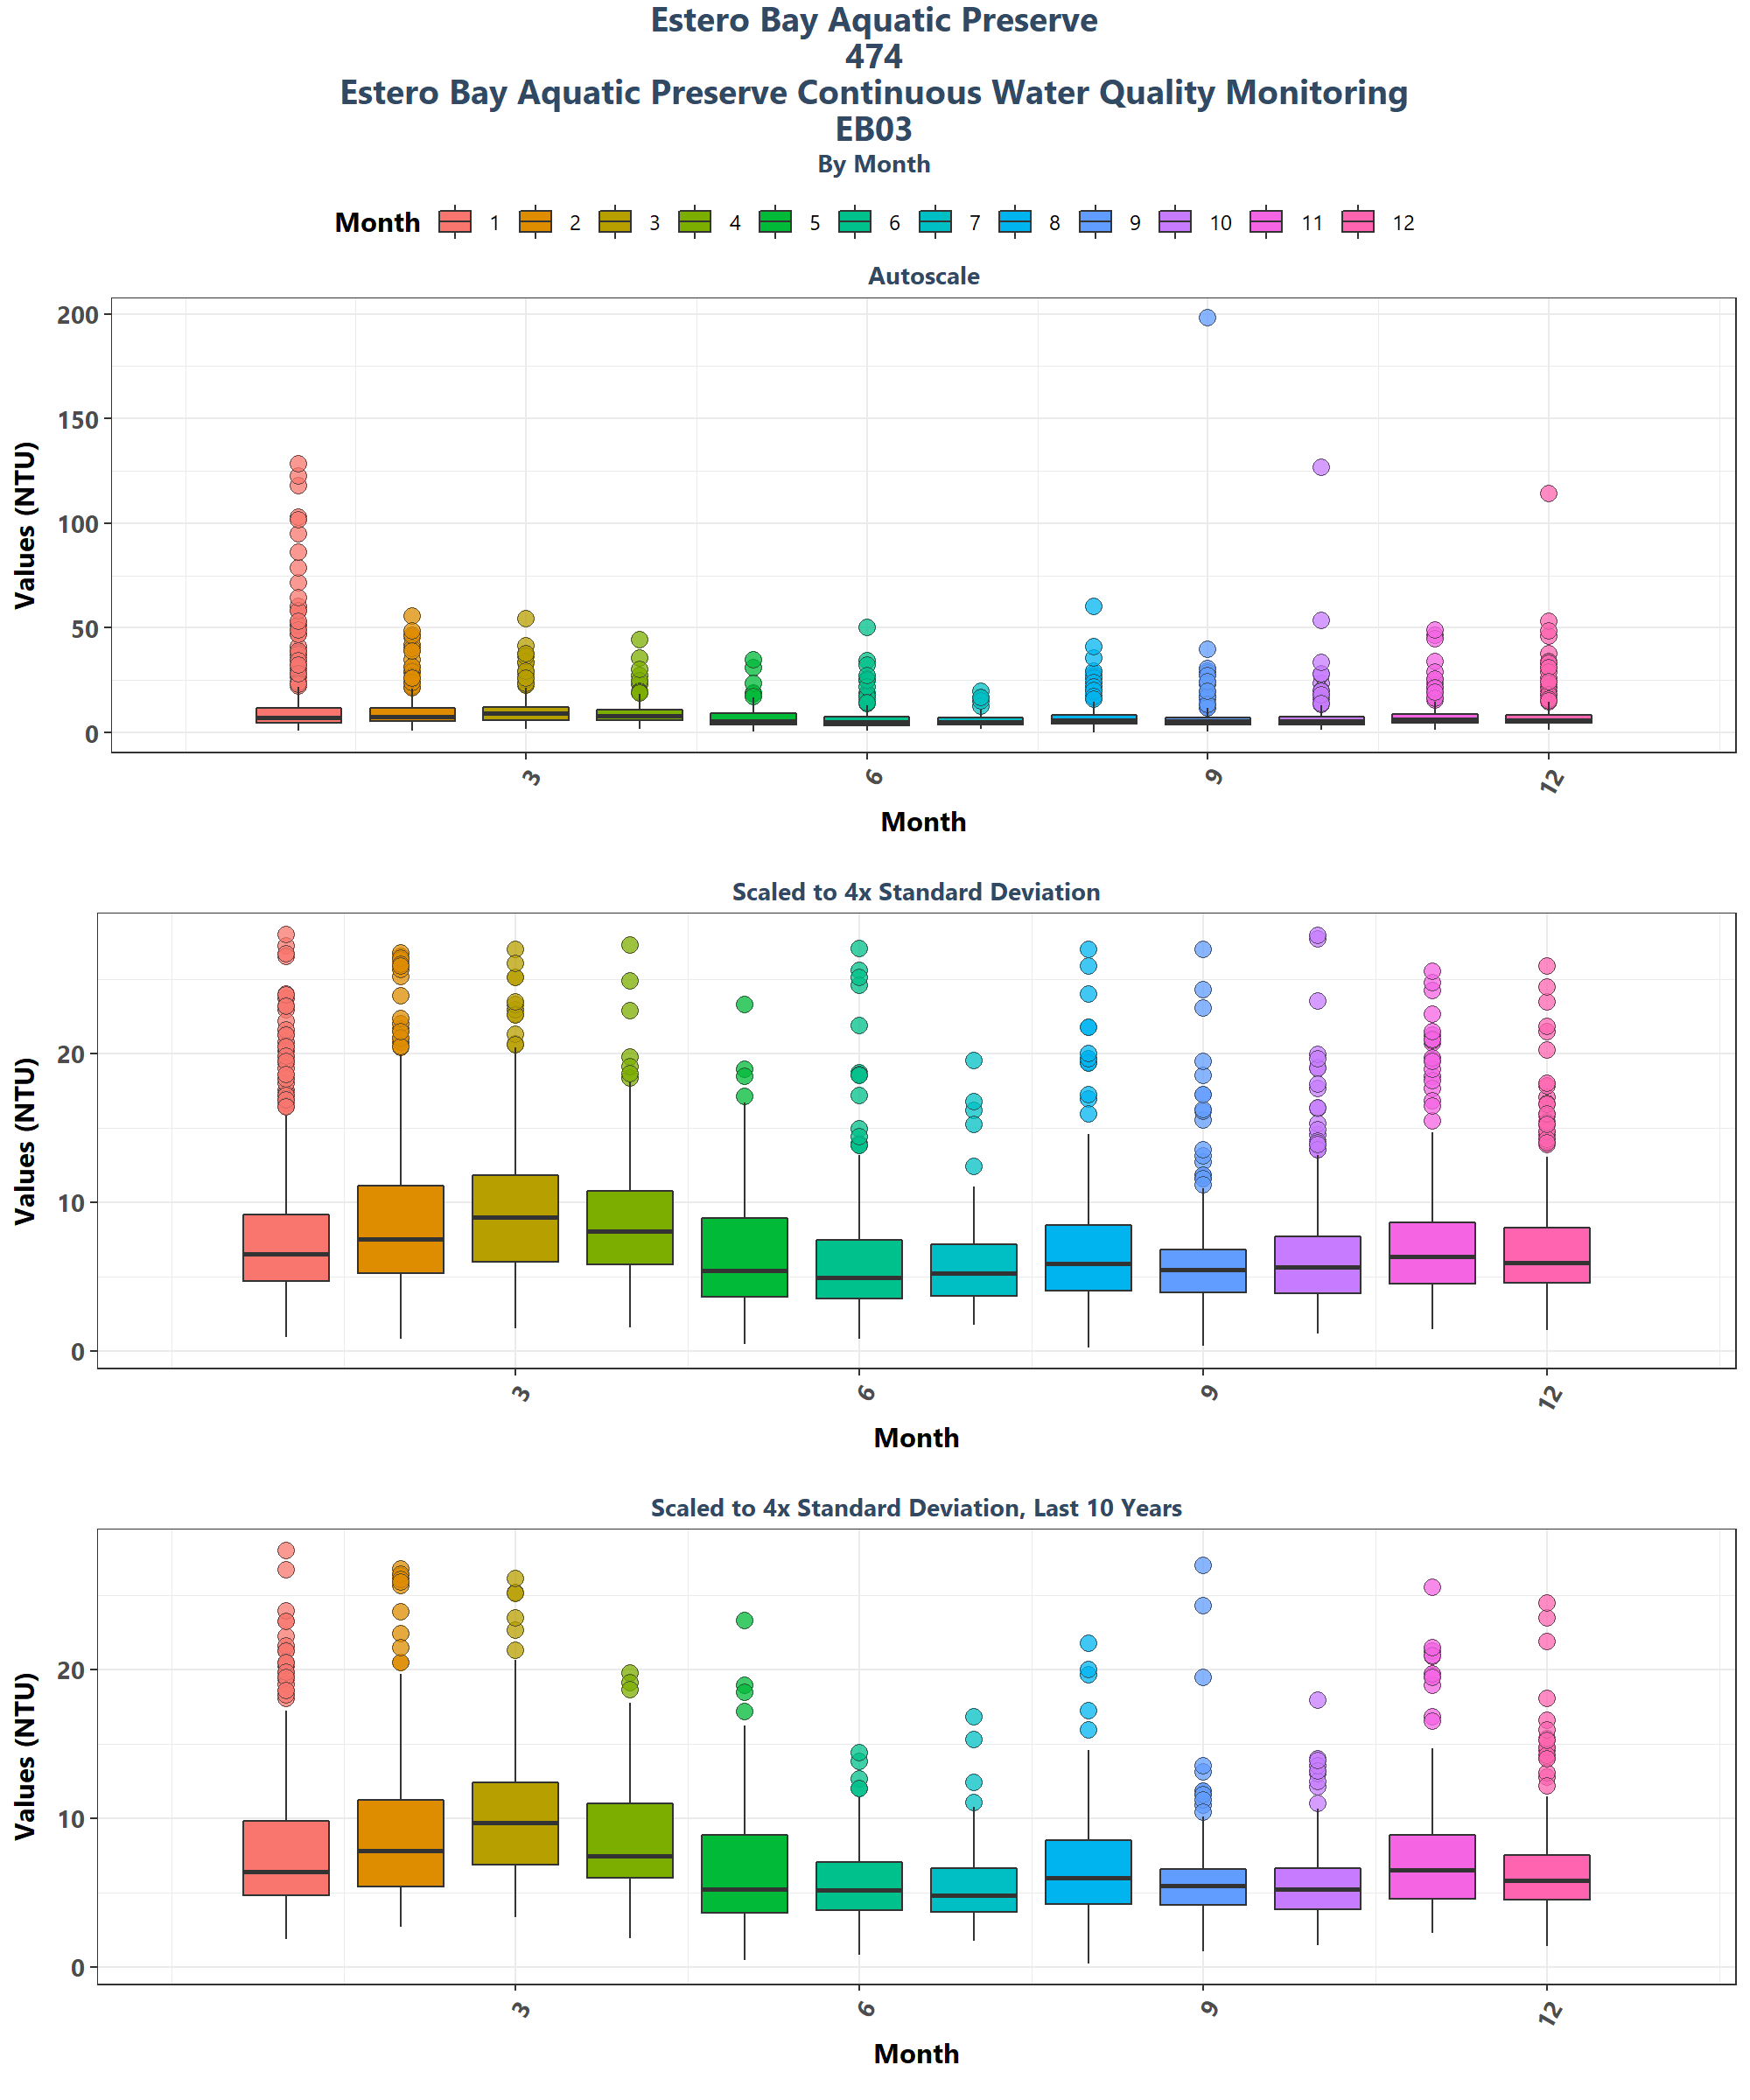 Estero Bay Aquatic Preserve
474
Estero Bay Aquatic Preserve Continuous Water Quality Monitoring
EB03
By Month
Month 1 2 3 4 5 6 7 8 9 10 11 12
Autoscale
Values (NTU)
200
150
100
50
0
3 6 9 12
Month
Scaled to 4x Standard Deviation
Values (NTU)
20
10
0
3 6 9 12
Month
Scaled to 4x Standard Deviation, Last 10 Years
Values (NTU)
20
10
0
3 6 9 12
Month